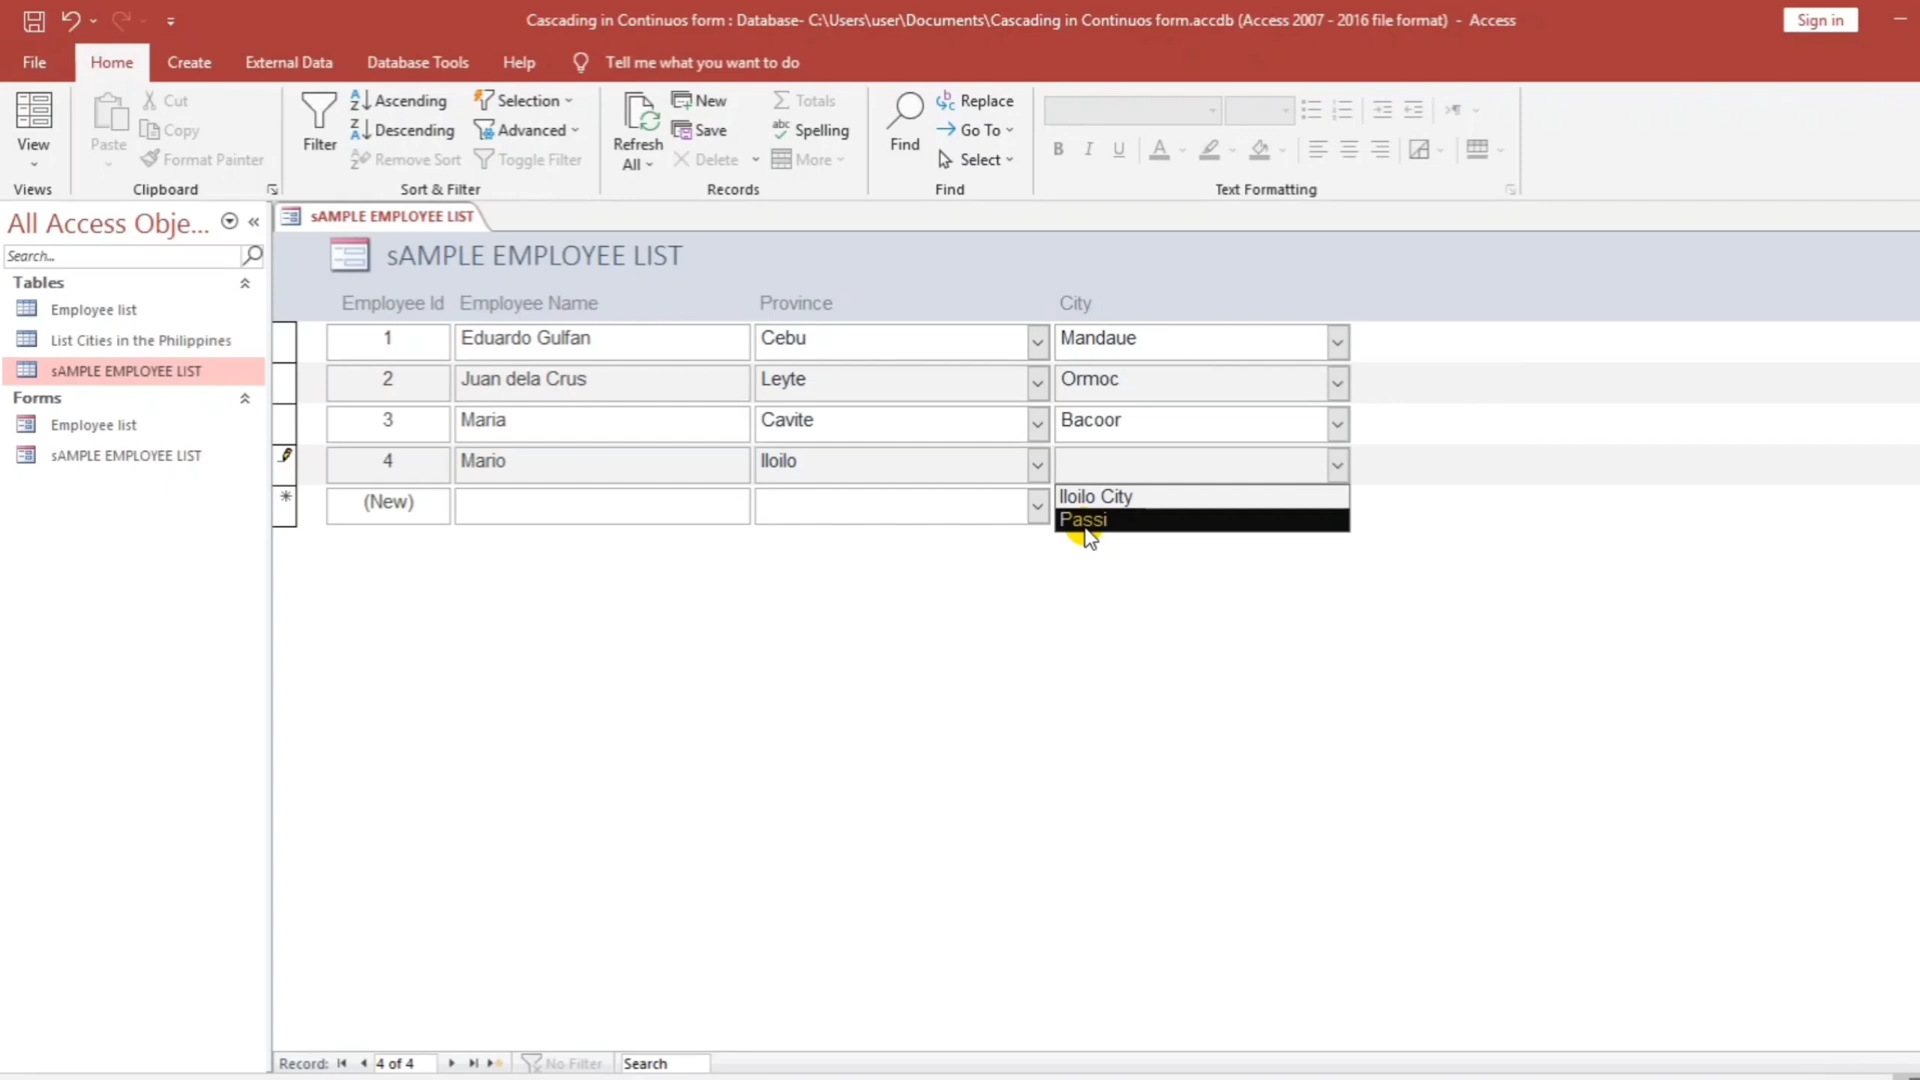 Cascading in Continuos form : Database- C:\Users\user\Documents\Cascading in Continuos form.accdb (Access 2007 - 2016 file format) - Access
Sign in
File Home Create External Data Database Tools Help Tell me what you want to do
View
Views
Paste
Cut
Copy
Format Painter
Clipboard
Filter
Ascending
Descending
Remove Sort
Selection
Advanced
Toggle Filter
Sort & Filter
Refresh
All
New
Save
Delete
Totals
Spelling
More
Records
Find
Replace
Go To
Select
Find
B I U A
Text Formatting
All Access Obje...
Search...
Tables
Employee list
List Cities in the Philippines
sAMPLE EMPLOYEE LIST
Forms
Employee list
sAMPLE EMPLOYEE LIST
sAMPLE EMPLOYEE LIST
sAMPLE EMPLOYEE LIST
Employee Id Employee Name Province City
1 Eduardo Gulfan Cebu Mandaue
2 Juan dela Crus Leyte Ormoc
3 Maria Cavite Bacoor
4 Mario Iloilo
(New)
Iloilo City
Passi
Record: 4 of 4 No Filter Search